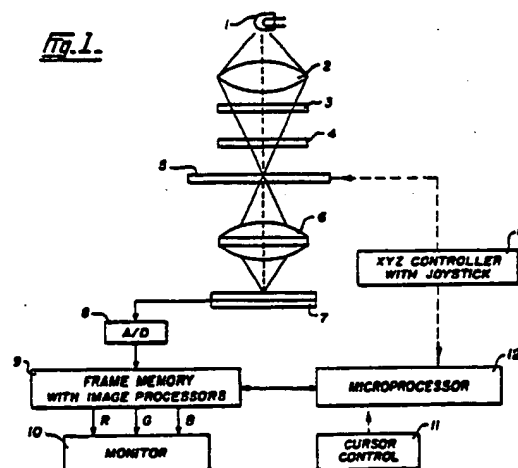 Fig. 1.
1
2
3
4
5
6
7
XYZ CONTROLLER
WITH JOYSTICK
8
A/D
12
9
FRAME MEMORY
WITH IMAGE PROCESSORS
MICROPROCESSOR
R G B
10
MONITOR
CURSOR
CONTROL
11